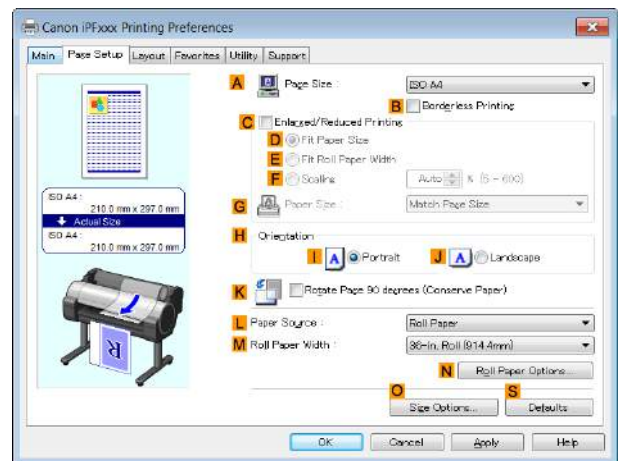 Canon iPFxxx Printing Preferences
Main Page Setup Layout Favorites Utility Support
A Page Size : ISO A4
B Borderless Printing
C Enlarged/Reduced Printing
D Fit Paper Size
E Fit Roll Paper Width
F Scaling Auto % (5 - 600)
G Paper Size : Match Page Size
ISO A4 :
210.0 mm x 297.0 mm
Actual Size
ISO A4 :
210.0 mm x 297.0 mm
H Orientation
I A Portrait J A Landscape
K Rotate Page 90 degrees (Conserve Paper)
L Paper Source : Roll Paper
M Roll Paper Width : 36-in. Roll (914.4mm)
N Roll Paper Options...
O S
Size Options... Defaults
OK Cancel Apply Help